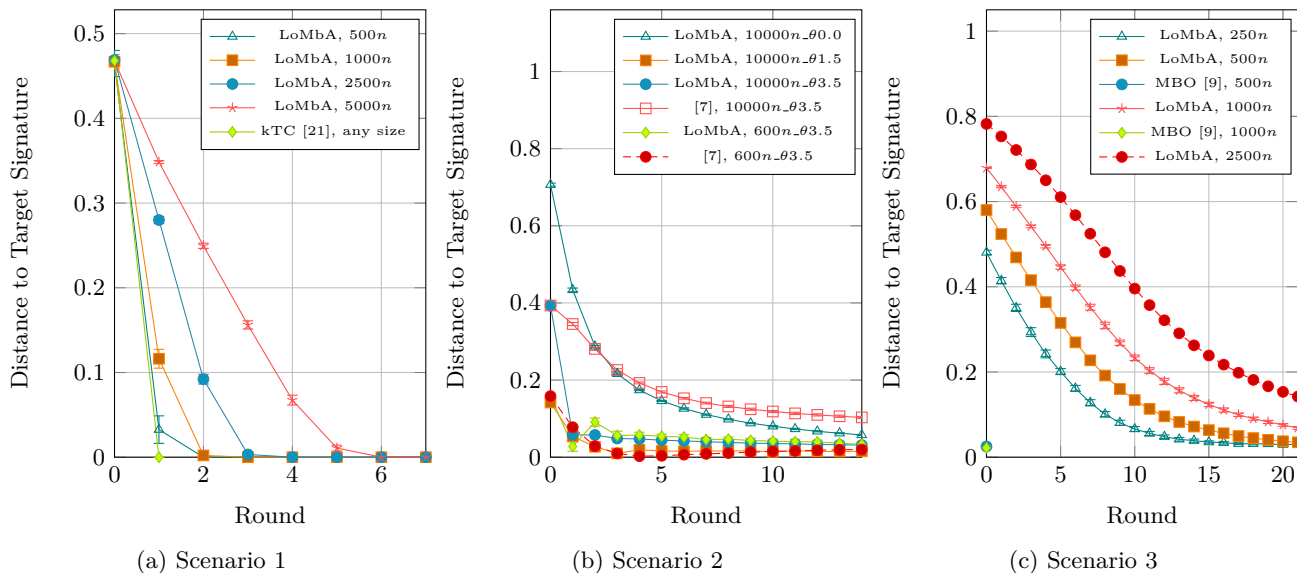 Distance to Target Signature
0.5
0.4
0.3
0.2
0.1
0
0
2
4
6
Round
LoMbA, 500n
LoMbA, 1000n
LoMbA, 2500n
LoMbA, 5000n
kTC [21], any size
(a) Scenario 1
Distance to Target Signature
1
0.8
0.6
0.4
0.2
0
0
5
10
Round
LoMbA, 10000n_θ0.0
LoMbA, 10000n_θ1.5
LoMbA, 10000n_θ3.5
[7], 10000n_θ3.5
LoMbA, 600n_θ3.5
[7], 600n_θ3.5
(b) Scenario 2
Distance to Target Signature
1
0.8
0.6
0.4
0.2
0
0
5
10
15
20
Round
LoMbA, 250n
LoMbA, 500n
MBO [9], 500n
LoMbA, 1000n
MBO [9], 1000n
LoMbA, 2500n
(c) Scenario 3